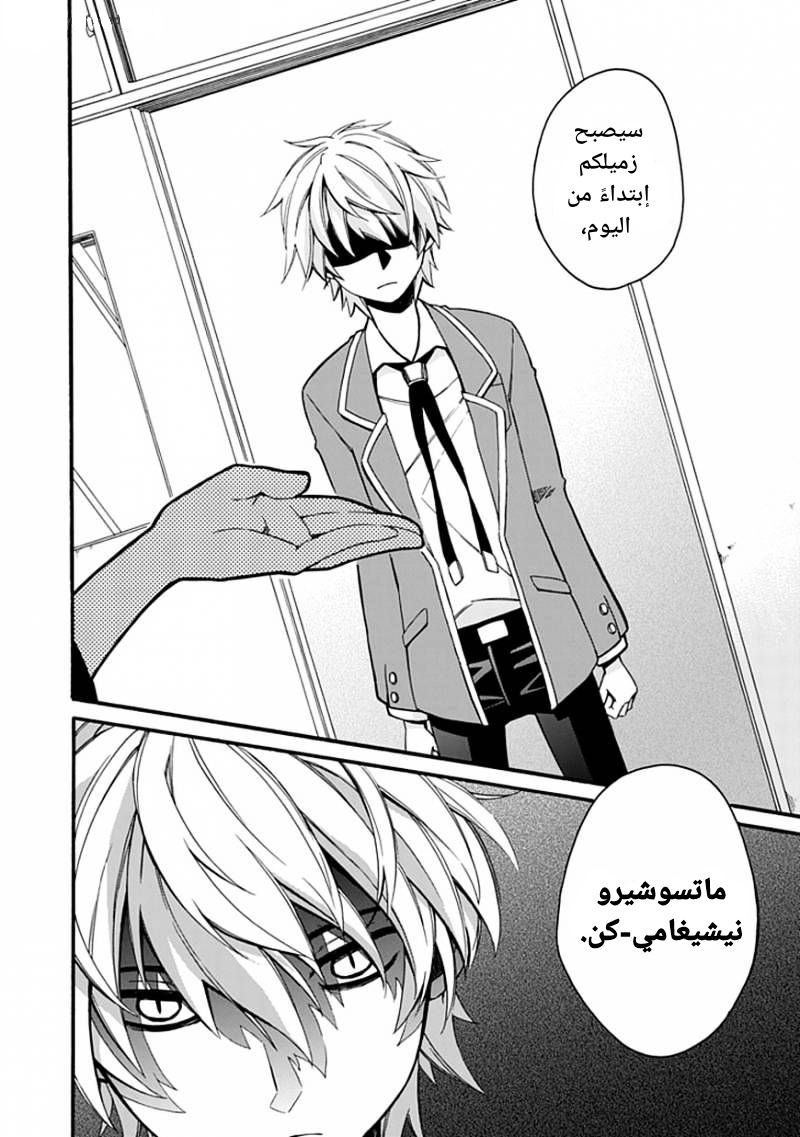 سيصبح
زميلكم
إبتداءً من
اليوم،
ماتسوشيرو
نيشيغامي-كن.